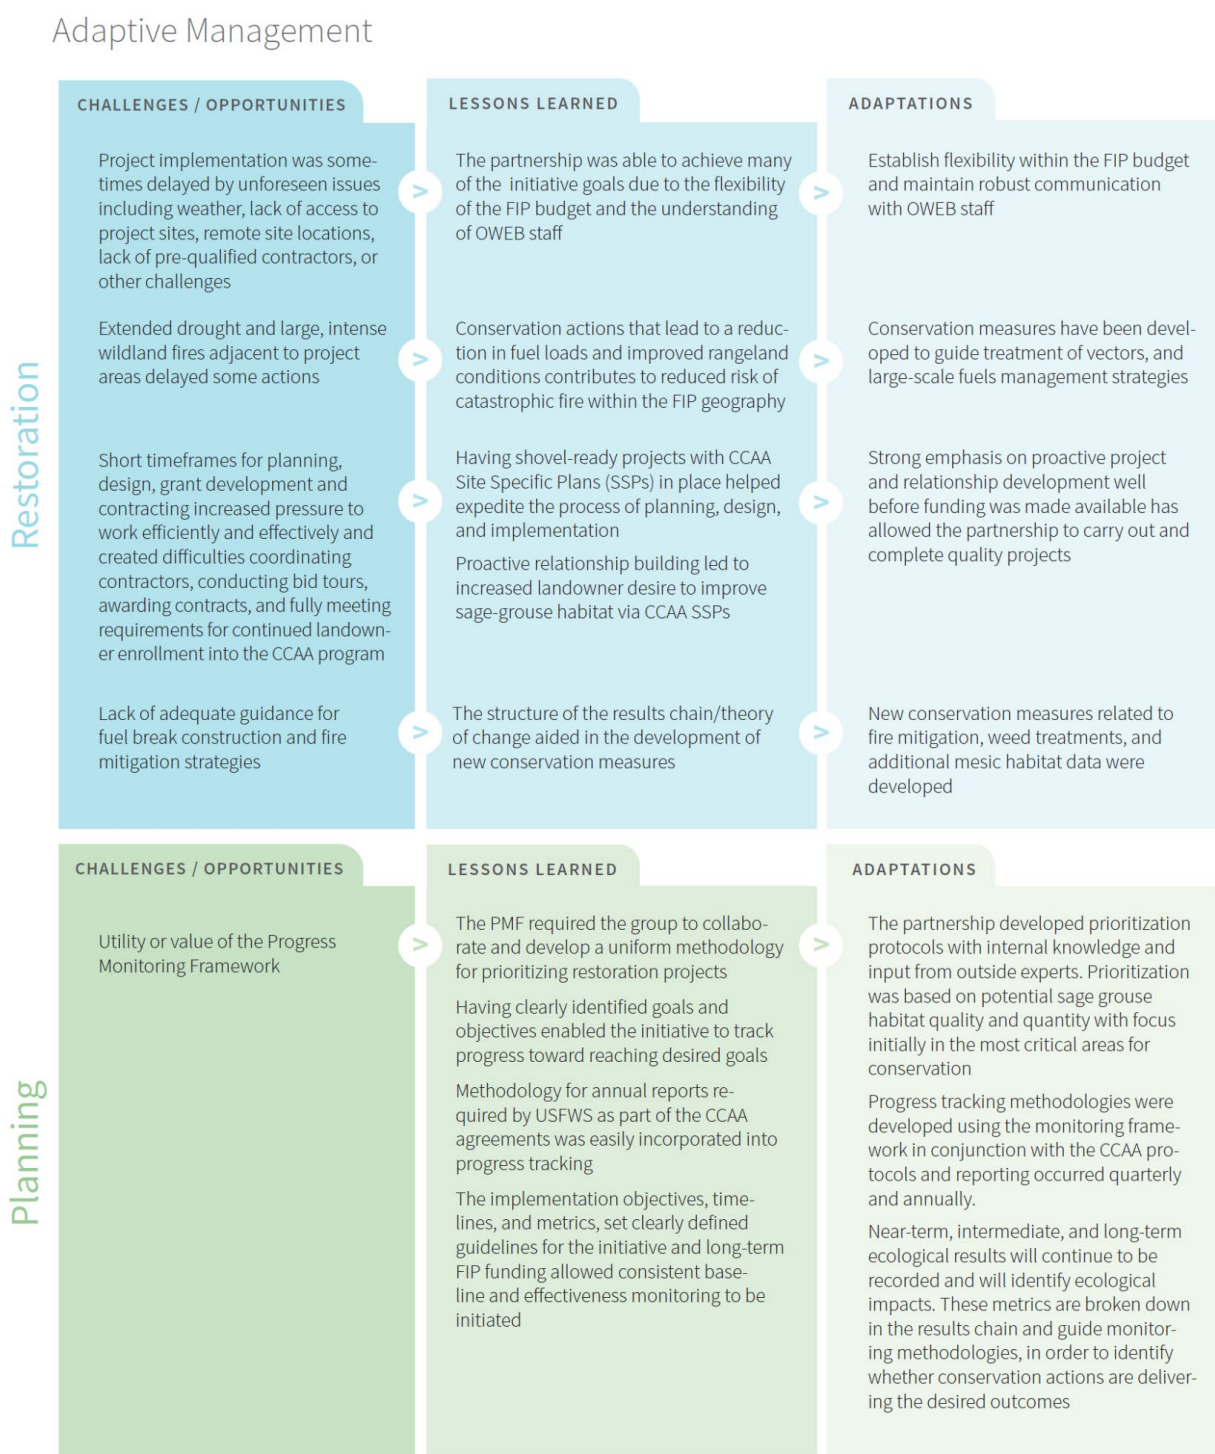 Adaptive Management
Restoration
CHALLENGES / OPPORTUNITIES
LESSONS LEARNED
ADAPTATIONS
Project implementation was some-
times delayed by unforeseen issues
including weather, lack of access to
project sites, remote site locations,
lack of pre-qualified contractors, or
other challenges
>
The partnership was able to achieve many
of the initiative goals due to the flexibility
of the FIP budget and the understanding
of OWEB staff
>
Establish flexibility within the FIP budget
and maintain robust communication
with OWEB staff
Extended drought and large, intense
wildland fires adjacent to project
areas delayed some actions
>
Conservation actions that lead to a reduc-
tion in fuel loads and improved rangeland
conditions contributes to reduced risk of
catastrophic fire within the FIP geography
>
Conservation measures have been devel-
oped to guide treatment of vectors, and
large-scale fuels management strategies
Short timeframes for planning,
design, grant development and
contracting increased pressure to
work efficiently and effectively and
created difficulties coordinating
contractors, conducting bid tours,
awarding contracts, and fully meeting
requirements for continued landown-
er enrollment into the CCAA program
>
Having shovel-ready projects with CCAA
Site Specific Plans (SSPs) in place helped
expedite the process of planning, design,
and implementation
Proactive relationship building led to
increased landowner desire to improve
sage-grouse habitat via CCAA SSPs
>
Strong emphasis on proactive project
and relationship development well
before funding was made available has
allowed the partnership to carry out and
complete quality projects
Lack of adequate guidance for
fuel break construction and fire
mitigation strategies
>
The structure of the results chain/theory
of change aided in the development of
new conservation measures
>
New conservation measures related to
fire mitigation, weed treatments, and
additional mesic habitat data were
developed
Planning
CHALLENGES / OPPORTUNITIES
LESSONS LEARNED
ADAPTATIONS
Utility or value of the Progress
Monitoring Framework
>
The PMF required the group to collabo-
rate and develop a uniform methodology
for prioritizing restoration projects
Having clearly identified goals and
objectives enabled the initiative to track
progress toward reaching desired goals
Methodology for annual reports re-
quired by USFWS as part of the CCAA
agreements was easily incorporated into
progress tracking
The implementation objectives, time-
lines, and metrics, set clearly defined
guidelines for the initiative and long-term
FIP funding allowed consistent base-
line and effectiveness monitoring to be
initiated
>
The partnership developed prioritization
protocols with internal knowledge and
input from outside experts. Prioritization
was based on potential sage grouse
habitat quality and quantity with focus
initially in the most critical areas for
conservation
Progress tracking methodologies were
developed using the monitoring frame-
work in conjunction with the CCAA pro-
tocols and reporting occurred quarterly
and annually.
Near-term, intermediate, and long-term
ecological results will continue to be
recorded and will identify ecological
impacts. These metrics are broken down
in the results chain and guide monitor-
ing methodologies, in order to identify
whether conservation actions are deliver-
ing the desired outcomes